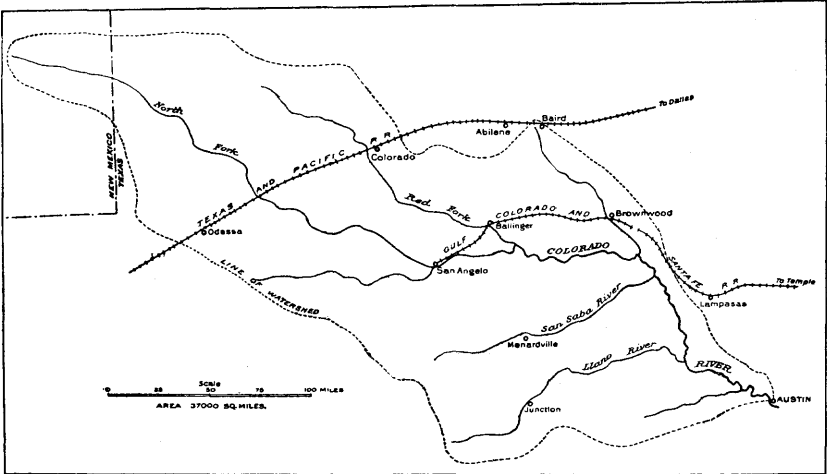 To Dallas
North
Fork
Abilene
Baird
NEW MEXICO
TEXAS
TEXAS AND PACIFIC R R
Colorado
Red Fork
COLORADO AND
Brownwood
Odessa
GULF
Ballinger
COLORADO
SANTA FE R R
San Angelo
LINE OF WATERSHED
To Temple
Lampasas
San Saba River
Menardville
Llano River
RIVER
Scale
0 25 50 75 100 MILES
AREA 37000 SQ. MILES.
Junction
AUSTIN